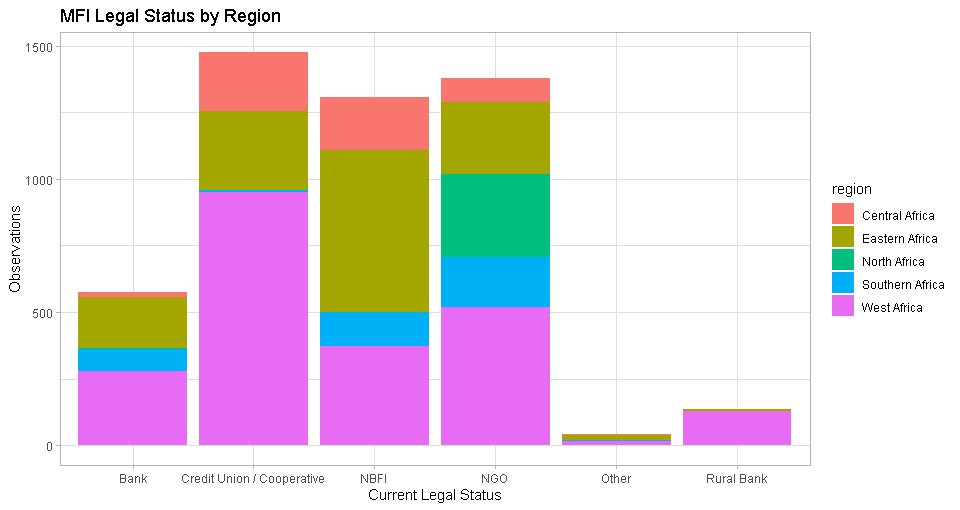 MFI Legal Status by Region
1500
1000
500
0
Observations
Bank
Credit Union / Cooperative
NBFI
NGO
Other
Rural Bank
Current Legal Status
region
Central Africa
Eastern Africa
North Africa
Southern Africa
West Africa